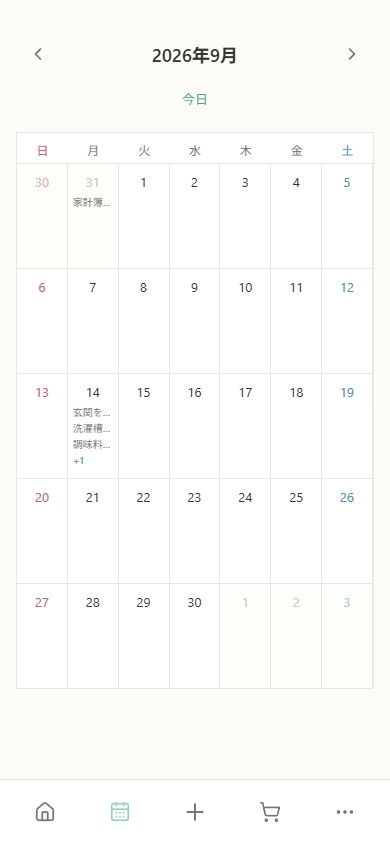 2026年9月
今日
日 月 火 水 木 金 土
30 31 1 2 3 4 5
家計簿...
6 7 8 9 10 11 12
13 14 15 16 17 18 19
玄関を...
洗濯槽...
調味料...
+1
20 21 22 23 24 25 26
27 28 29 30 1 2 3